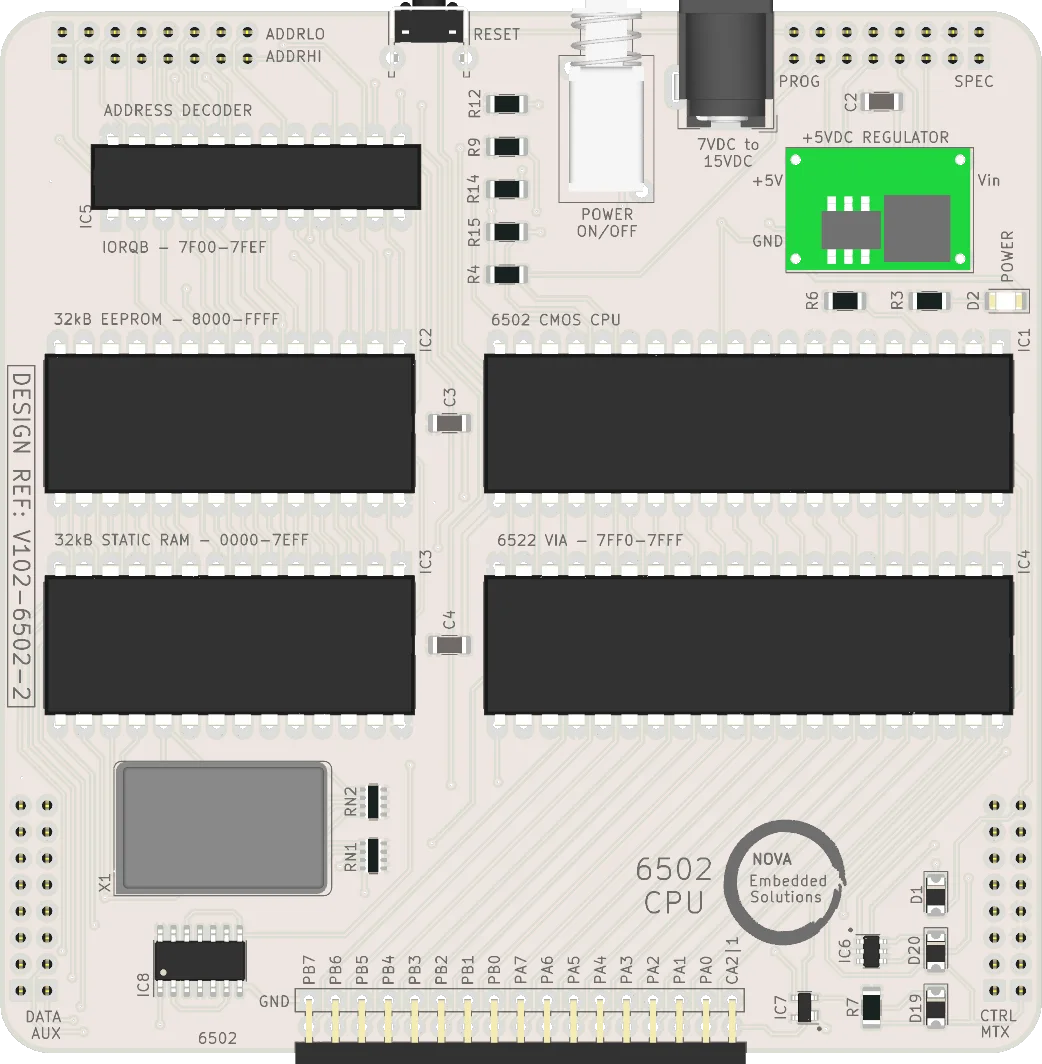 ADDRLO
ADDRHI
RESET
PROG
SPEC
ADDRESS DECODER
R12
C2
7VDC to
15VDC
+5VDC REGULATOR
R9
+5V
Vin
R14
IC5
POWER
ON/OFF
R15
GND
IORQB - 7F00-7FEF
R4
POWER
R6
R3
D2
32kB EEPROM - 8000-FFFF
IC2
6502 CMOS CPU
IC1
C3
DESIGN REF: V102-6502-2
32kB STATIC RAM - 0000-7EFF
IC3
6522 VIA - 7FF0-7FFF
IC4
C4
RN2
RN1
X1
6502
CPU
NOVA
Embedded
Solutions
D1
IC6
D20
IC8
PB7
PB6
PB5
PB4
PB3
PB2
PB1
PB0
PA7
PA6
PA5
PA4
PA3
PA2
PA1
PA0
CA2|1
GND
IC7
R7
D19
DATA
AUX
6502
CTRL
MTX